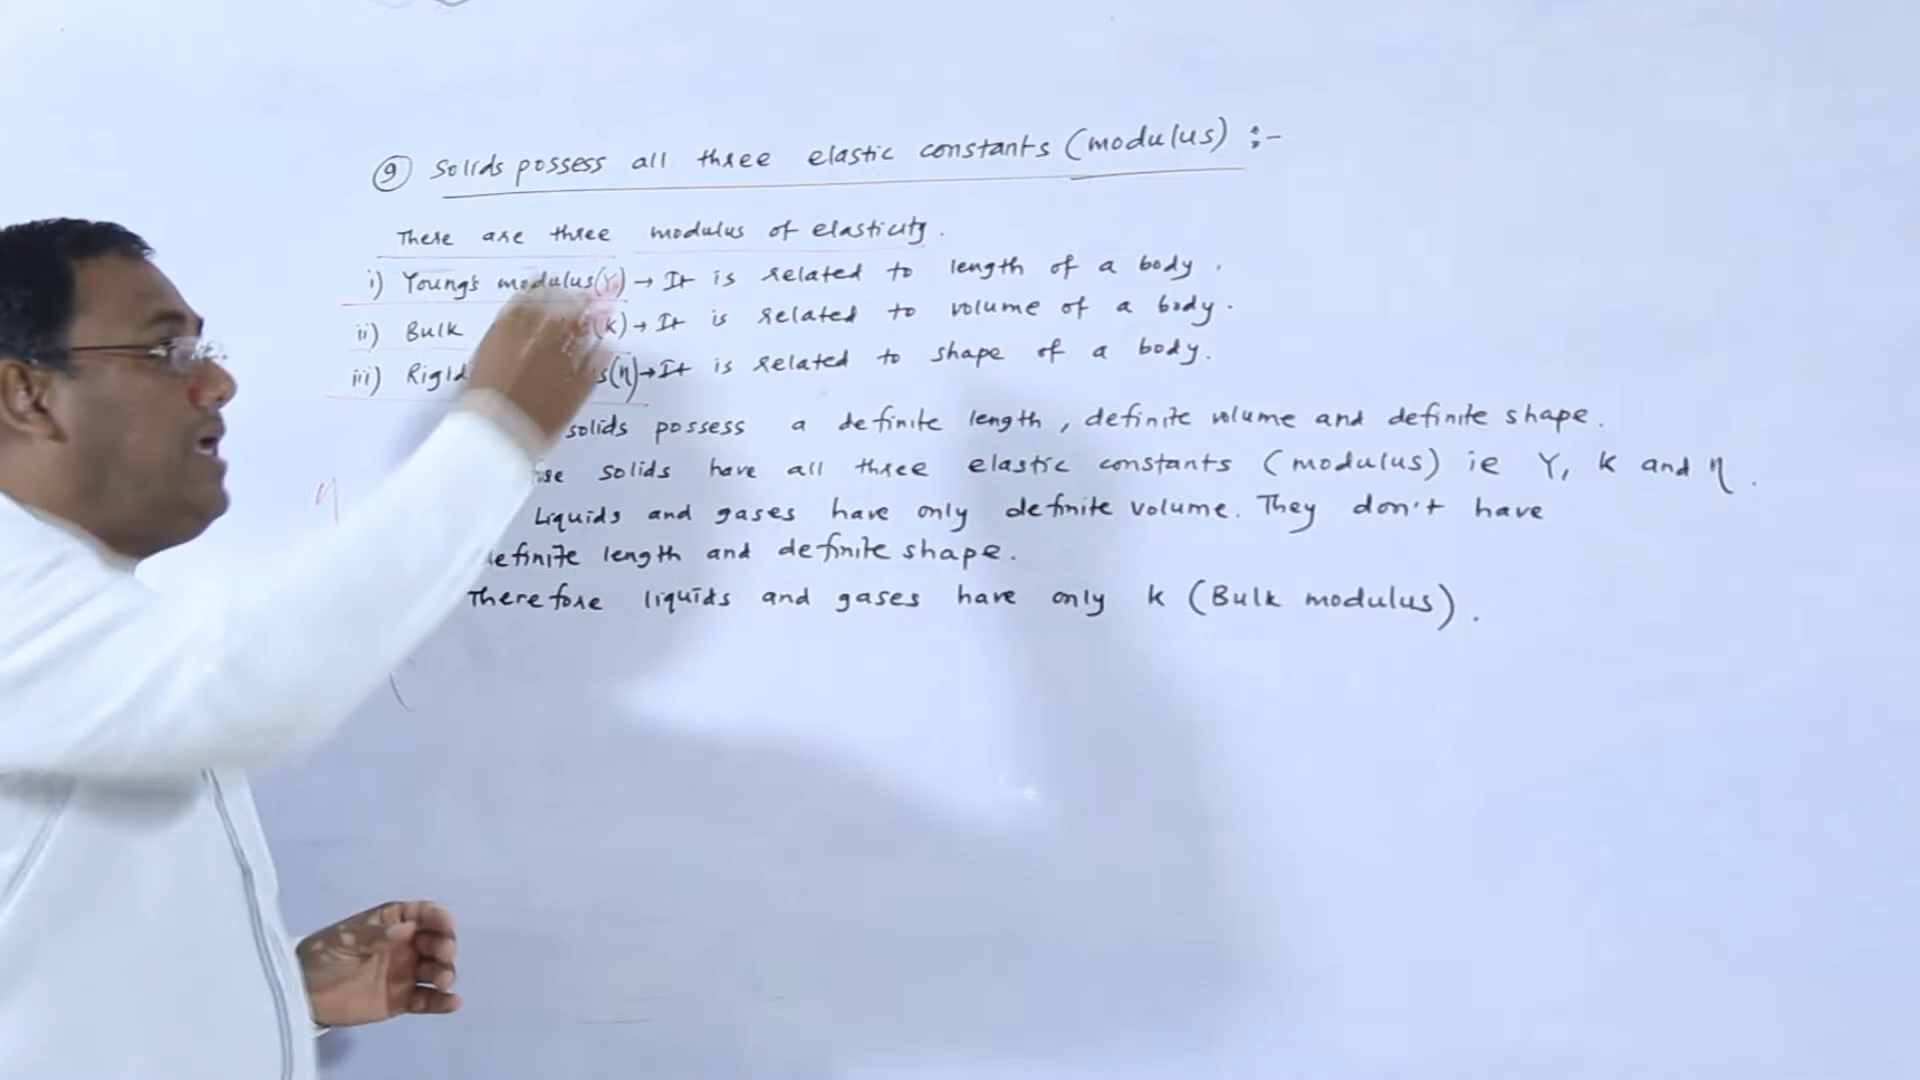 ⑨ Solids possess all three elastic constants (modulus) :-
There are three modulus of elasticity.
i) Young's modulus(Y) → It is related to length of a body.
ii) Bulk (K) → It is related to volume of a body.
iii) (η) → It is related to shape of a body.
solids possess a definite length, definite volume and definite shape.
solids have all three elastic constants (modulus) ie Y, K and η.
Liquids and gases have only definite volume. They don't have
definite length and definite shape.
Therefore liquids and gases have only K (Bulk modulus).
η